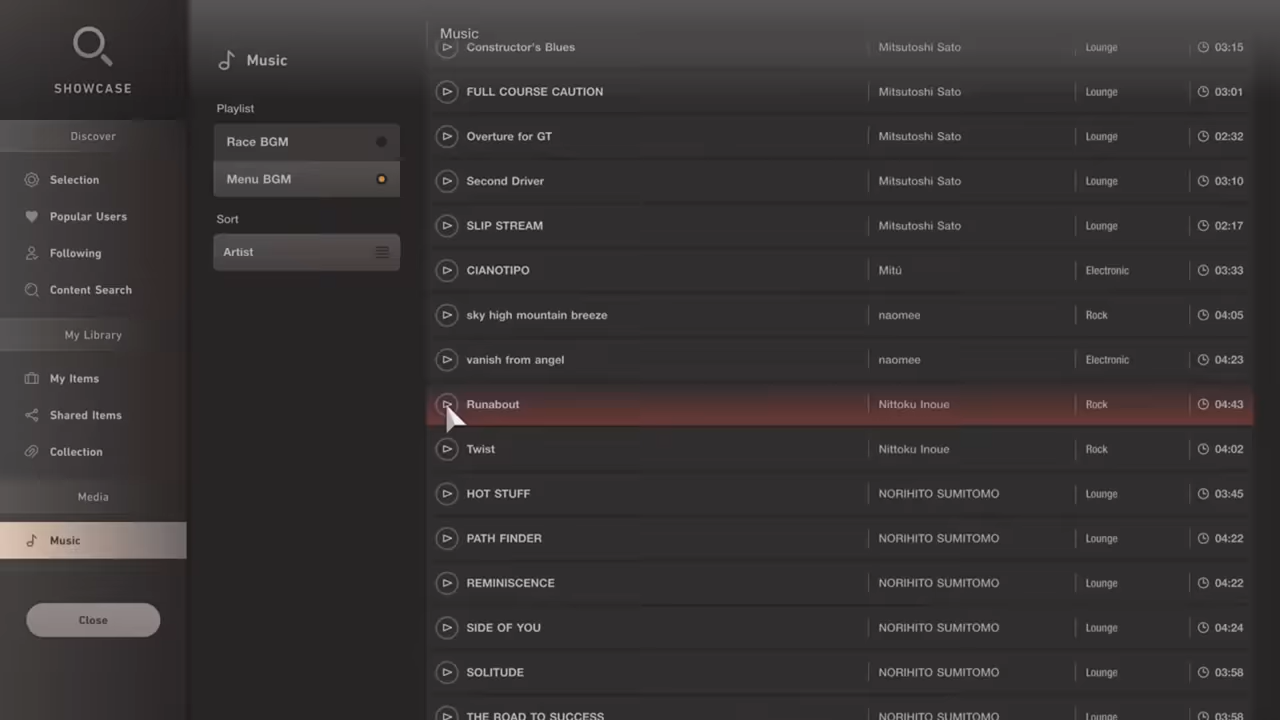 SHOWCASE
Discover
Selection
Popular Users
Following
Content Search
My Library
My Items
Shared Items
Collection
Media
Music
Close
Music
Playlist
Race BGM
Menu BGM
Sort
Artist
Music
Constructor's Blues Mitsutoshi Sato Lounge 03:15
FULL COURSE CAUTION Mitsutoshi Sato Lounge 03:01
Overture for GT Mitsutoshi Sato Lounge 02:32
Second Driver Mitsutoshi Sato Lounge 03:10
SLIP STREAM Mitsutoshi Sato Lounge 02:17
CIANOTIPO Mitú Electronic 03:33
sky high mountain breeze naomee Rock 04:05
vanish from angel naomee Electronic 04:23
Runabout Nittoku Inoue Rock 04:43
Twist Nittoku Inoue Rock 04:02
HOT STUFF NORIHITO SUMITOMO Lounge 03:45
PATH FINDER NORIHITO SUMITOMO Lounge 04:22
REMINISCENCE NORIHITO SUMITOMO Lounge 04:22
SIDE OF YOU NORIHITO SUMITOMO Lounge 04:24
SOLITUDE NORIHITO SUMITOMO Lounge 03:58
THE ROAD TO SUCCESS NORIHITO SUMITOMO Lounge 03:58